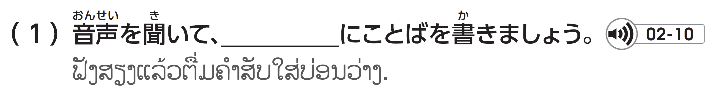 (1) 音声を聞いて、＿＿＿＿＿にことばを書きましょう。 02-10
ຟັງສຽງແລ້ວຕື່ມຄຳສັບໃສ່ບ່ອນວ່າງ.